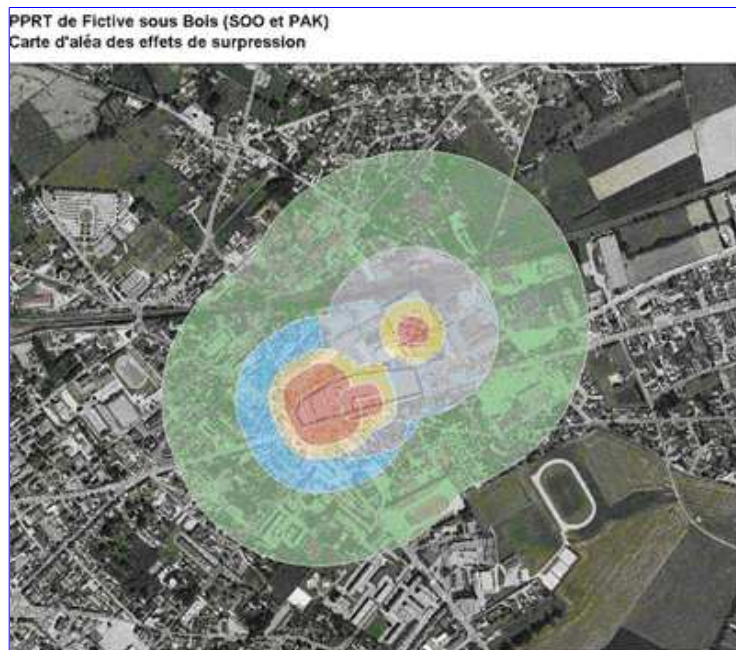 PPRT de Fictive sous Bois (SOO et PAK)
Carte d'aléa des effets de surpression